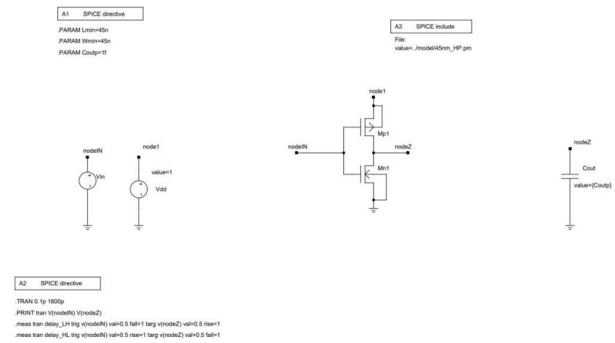 A1 SPICE directive
.PARAM Lmin=45n
.PARAM Wmin=45n
.PARAM Coutp=1f
A3 SPICE include
File:
value=../model/45nm_HP.pm
node1
Mp1
nodeIN
nodeZ
Mn1
nodeIN
Vin
node1
value=1
Vdd
nodeZ
Cout
value={Coutp}
A2 SPICE directive
.TRAN 0.1p 1800p
.PRINT tran V(nodeIN) V(nodeZ)
.meas tran delay_LH trig v(nodeIN) val=0.5 fall=1 targ v(nodeZ) val=0.5 rise=1
.meas tran delay_HL trig v(nodeIN) val=0.5 rise=1 targ v(nodeZ) val=0.5 fall=1